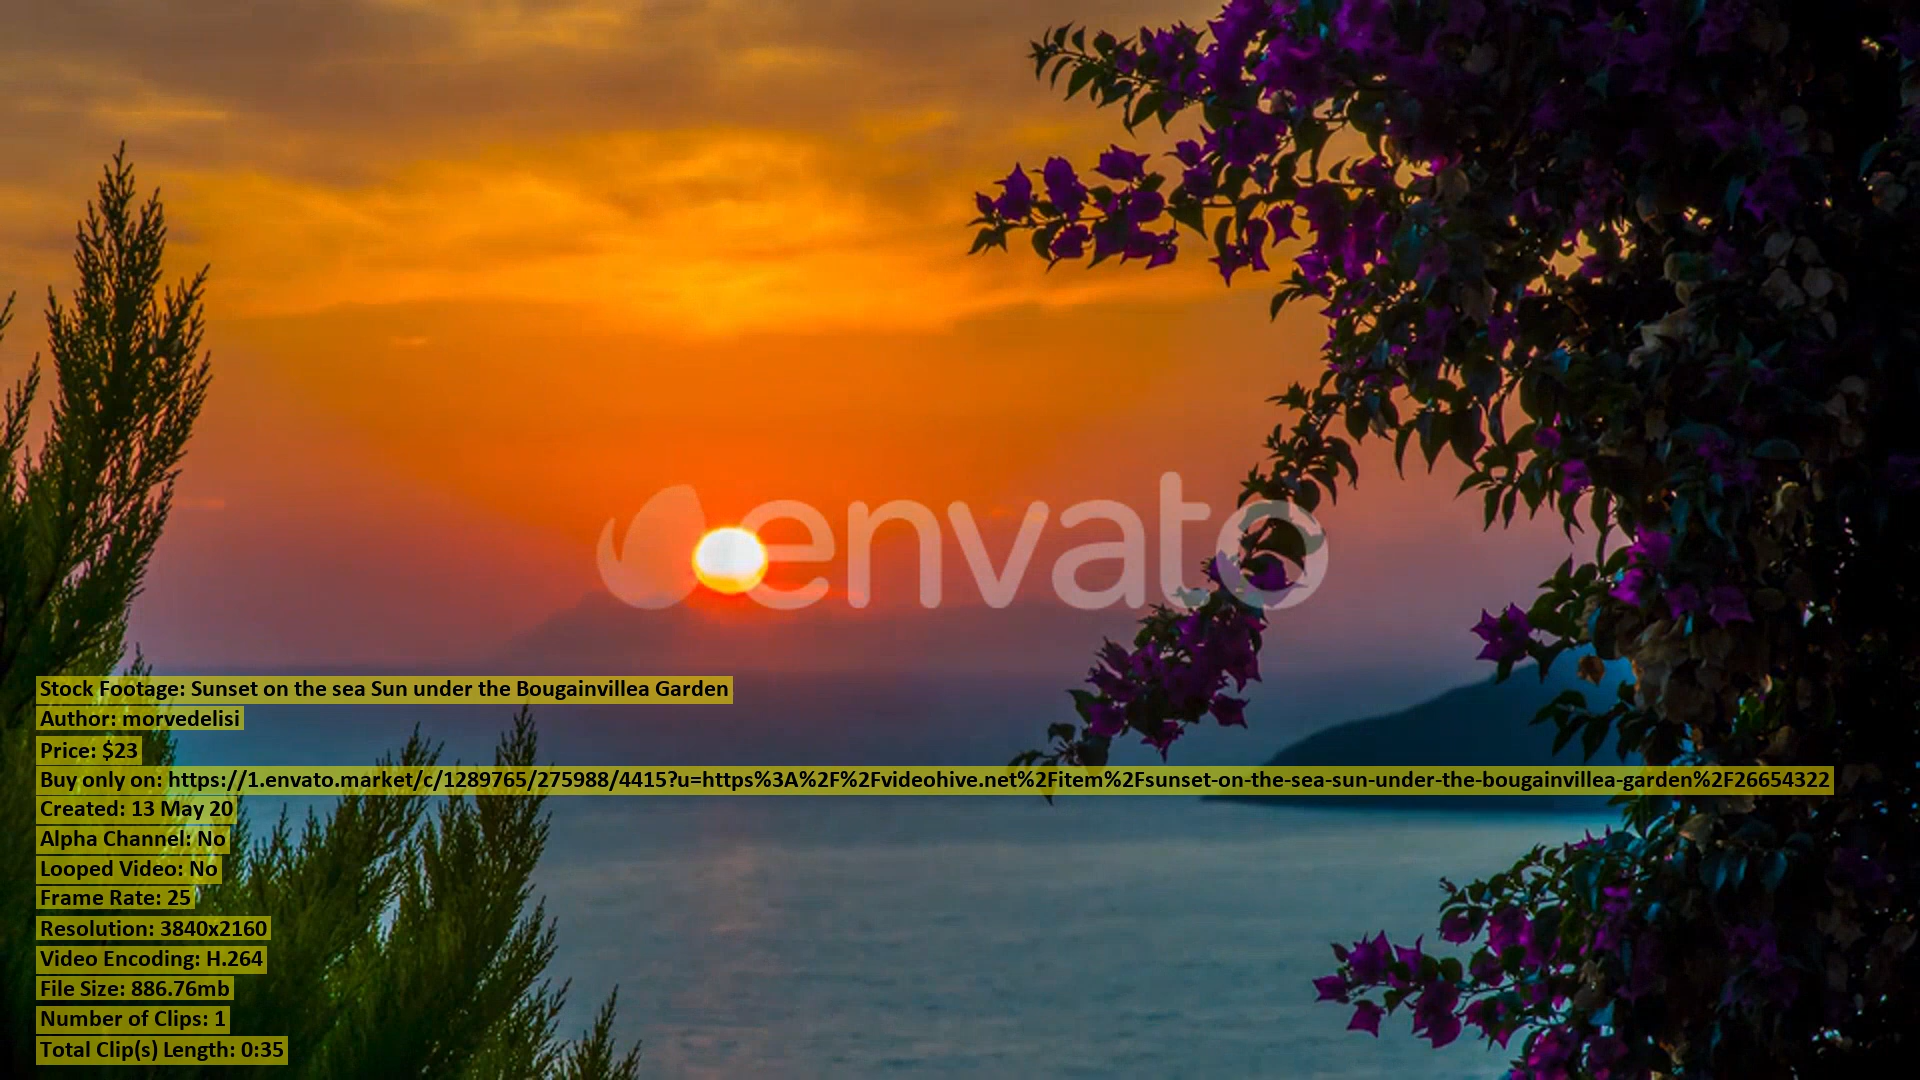 envato
Stock Footage: Sunset on the sea Sun under the Bougainvillea Garden
Author: morvedelisi
Price: $23
Buy only on: https://1.envato.market/c/1289765/275988/4415?u=https%3A%2F%2Fvideohive.net%2Fitem%2Fsunset-on-the-sea-sun-under-the-bougainvillea-garden%2F26654322
Created: 13 May 20
Alpha Channel: No
Looped Video: No
Frame Rate: 25
Resolution: 3840x2160
Video Encoding: H.264
File Size: 886.76mb
Number of Clips: 1
Total Clip(s) Length: 0:35